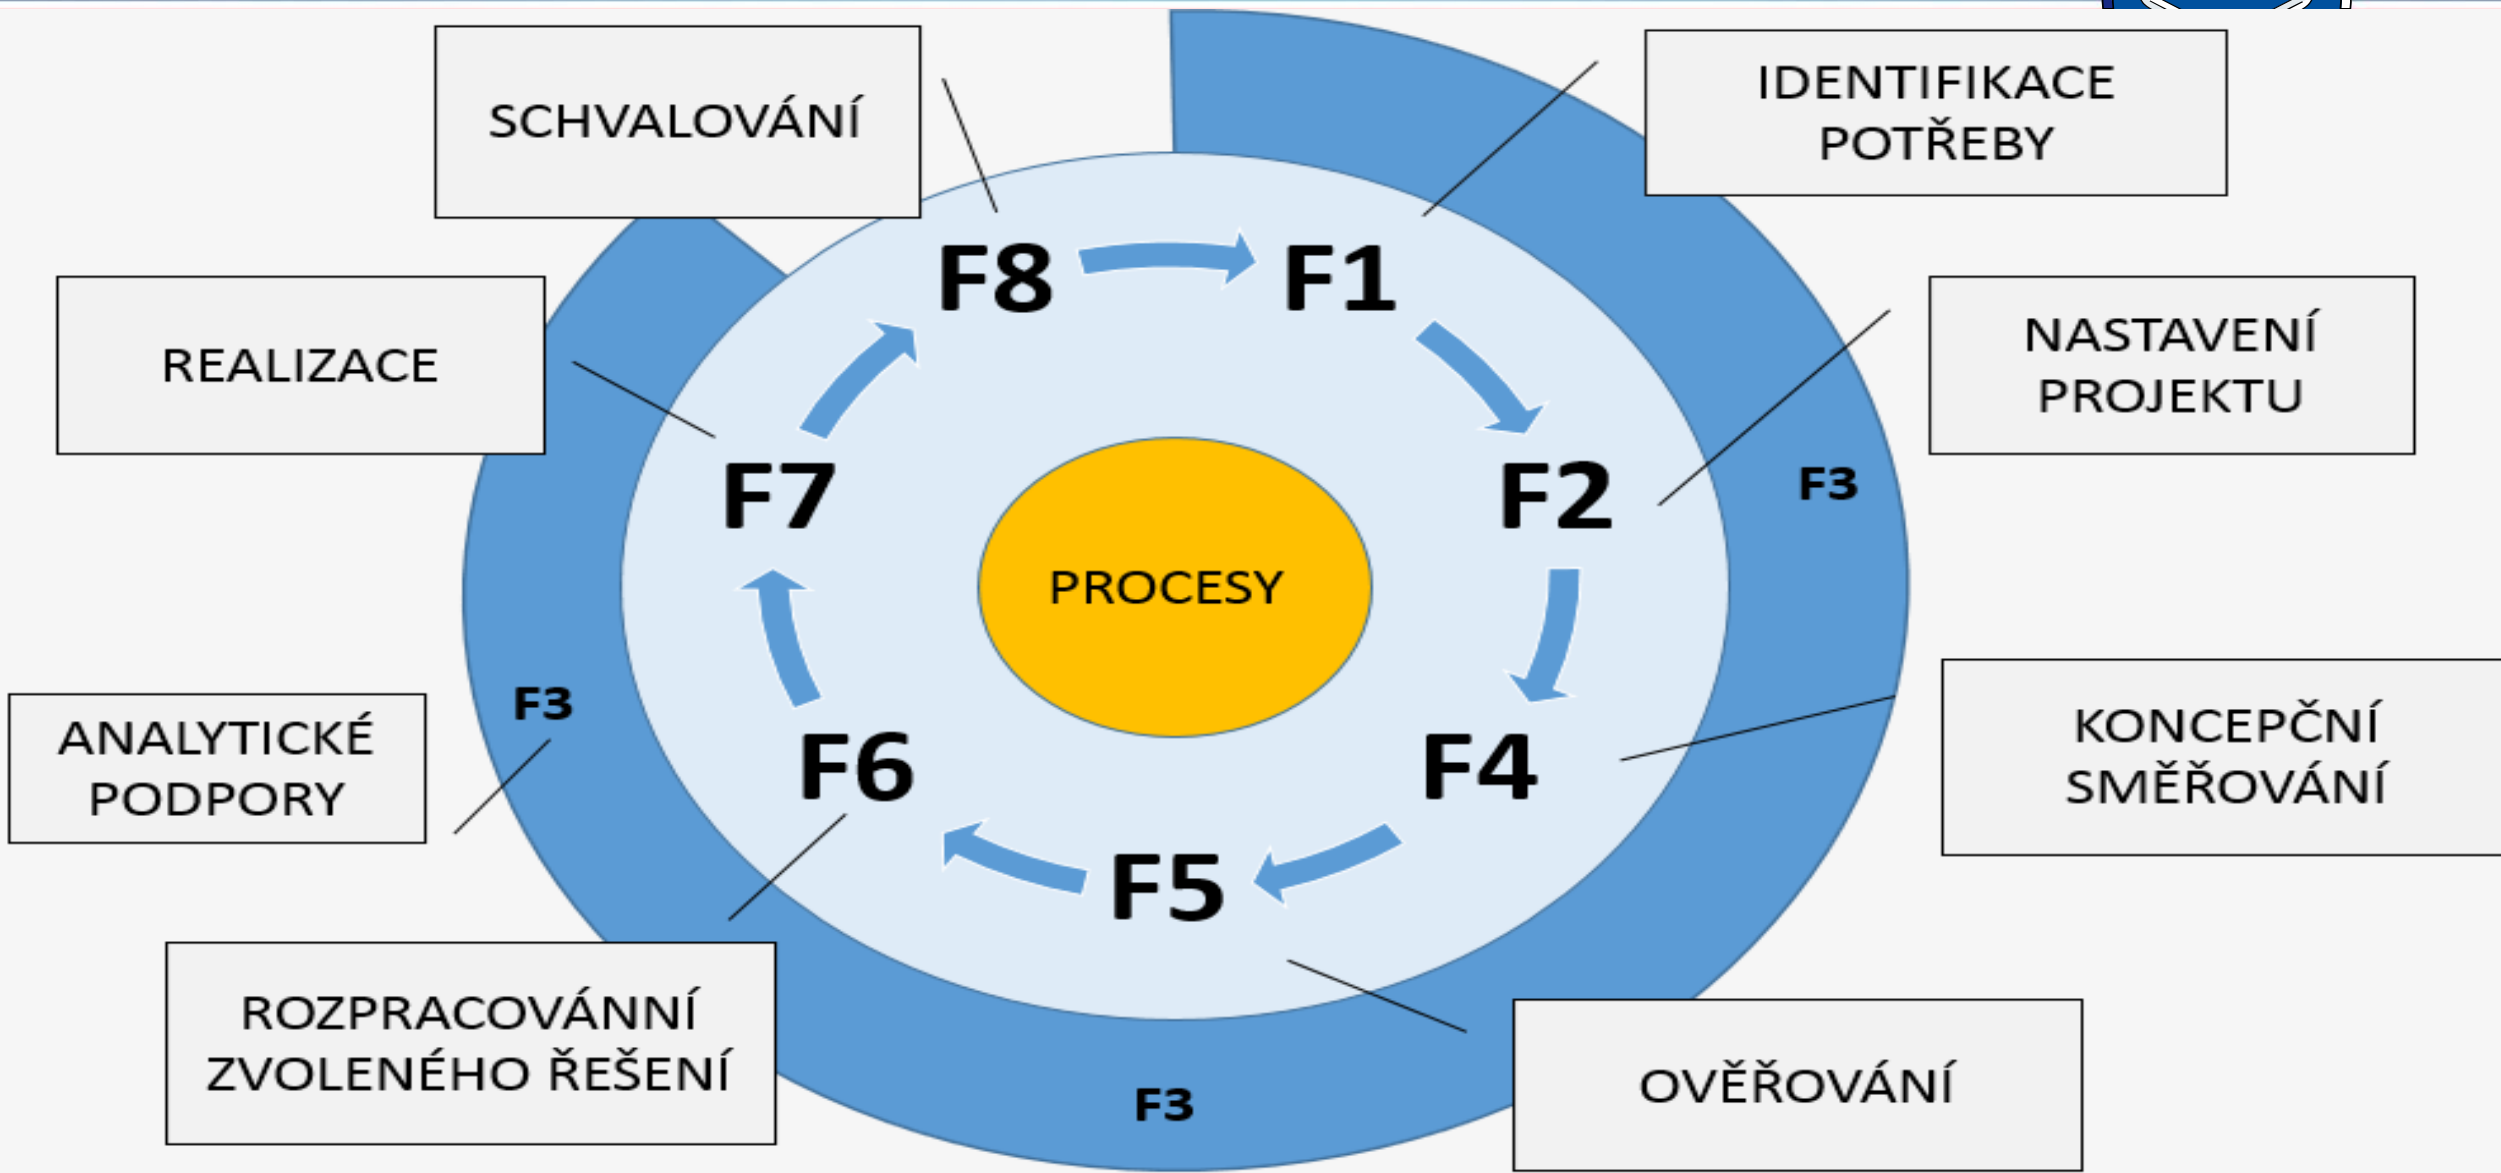 SCHVALOVÁNÍ
IDENTIFIKACE
POTŘEBY
F8
F1
REALIZACE
NASTAVENÍ
PROJEKTU
F7
F2
F3
PROCESY
F3
ANALYTICKÉ
PODPORY
F6
F4
KONCEPČNÍ
SMĚŘOVÁNÍ
F5
ROZPRACOVÁNNÍ
ZVOLENÉHO ŘEŠENÍ
F3
OVĚŘOVÁNÍ